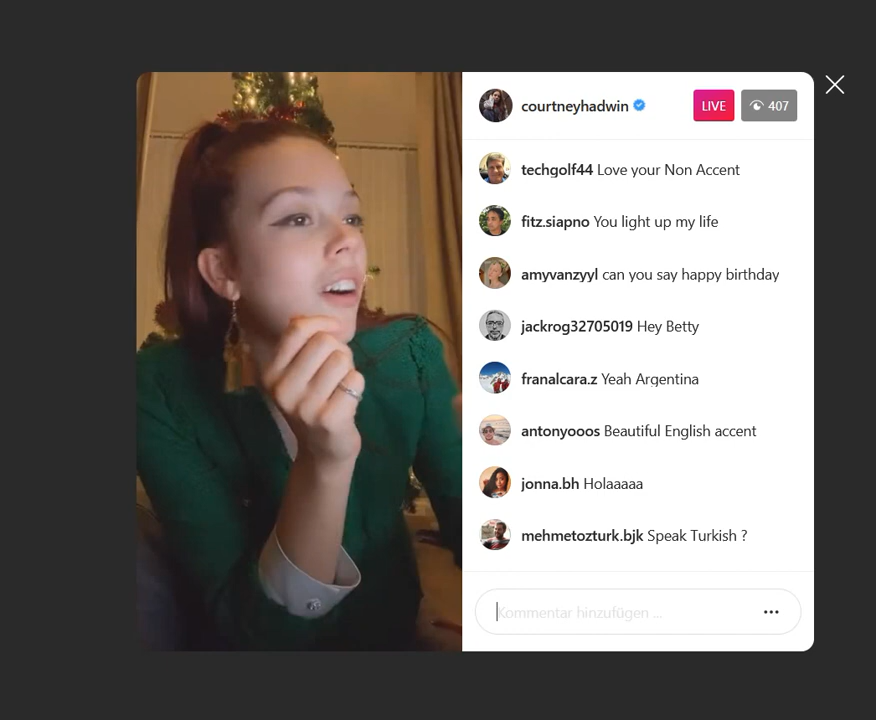 courtneyhadwin
LIVE
407
techgolf44 Love your Non Accent
fitz.siapno You light up my life
amyvanzyyl can you say happy birthday
jackrog32705019 Hey Betty
franalcara.z Yeah Argentina
antonyooos Beautiful English accent
jonna.bh Holaaaaa
mehmetozturk.bjk Speak Turkish ?
Kommentar hinzufügen ...